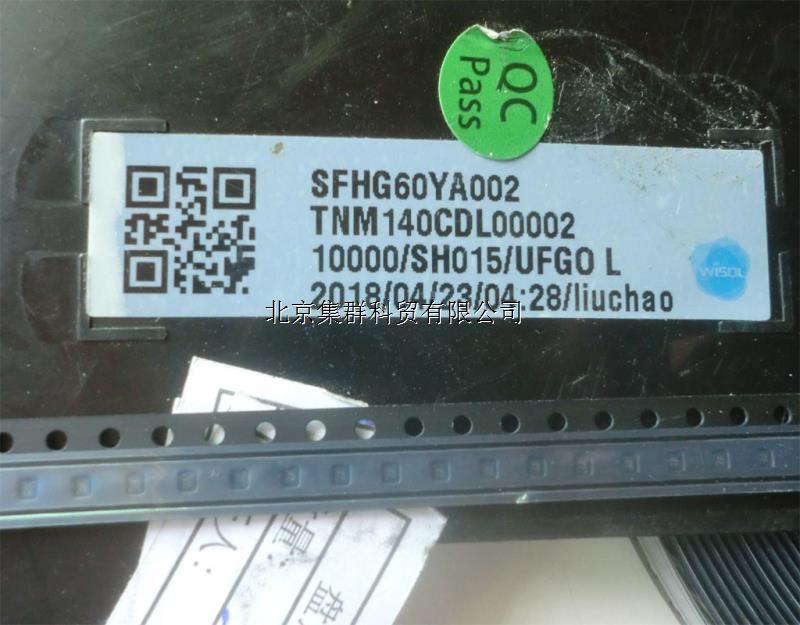 QC
Pass
SFHG60YA002
TNM140CDL00002
10000/SH015/UFGO L
2018/04/23/04:28/liuchao
WISOL
北京集群科贸有限公司